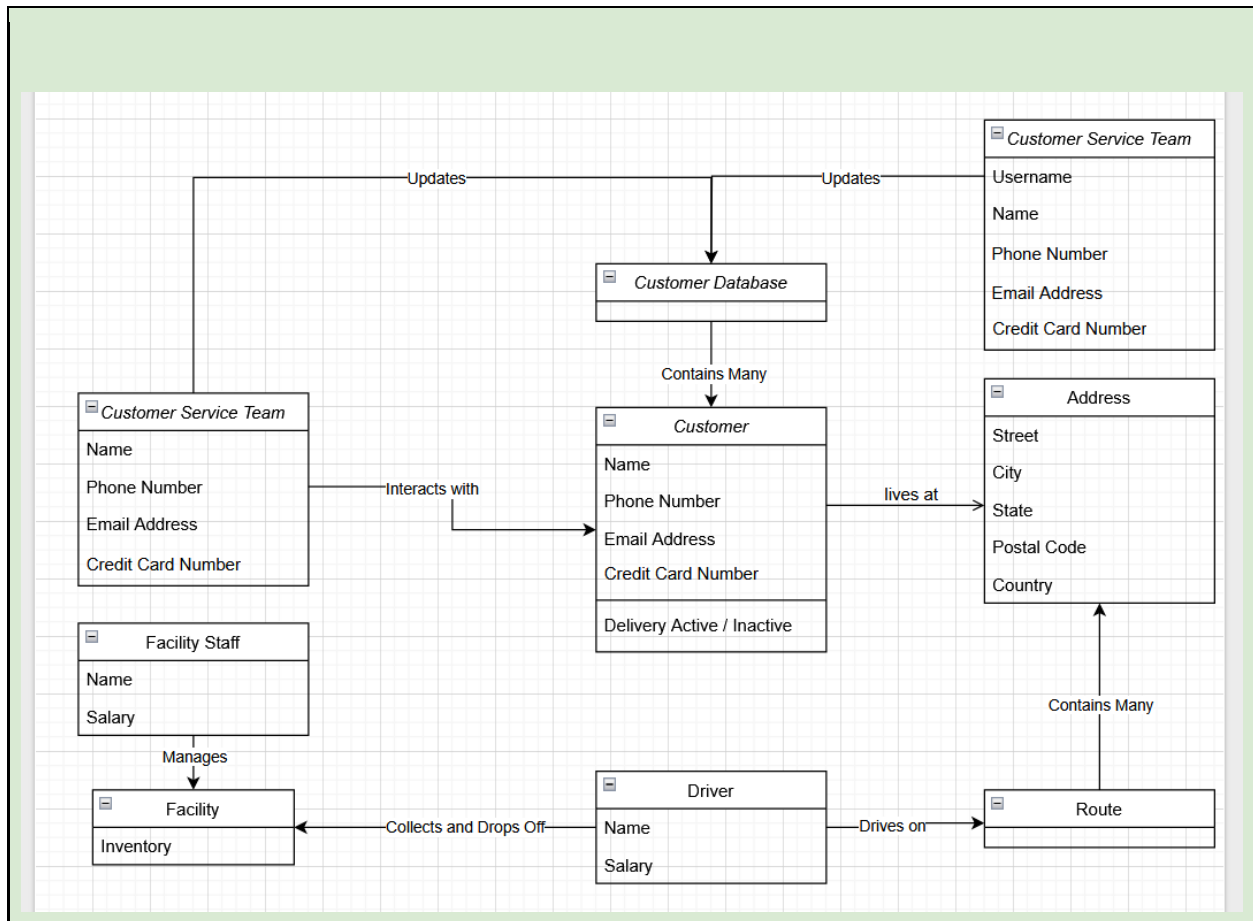 Customer Service Team
Username
Name
Phone Number
Email Address
Credit Card Number
Updates
Updates
Customer Database
Contains Many
Customer Service Team
Name
Phone Number
Email Address
Credit Card Number
Interacts with
Customer
Name
Phone Number
Email Address
Credit Card Number
Delivery Active / Inactive
lives at
Address
Street
City
State
Postal Code
Country
Facility Staff
Name
Salary
Manages
Facility
Inventory
Collects and Drops Off
Driver
Name
Salary
Drives on
Contains Many
Route